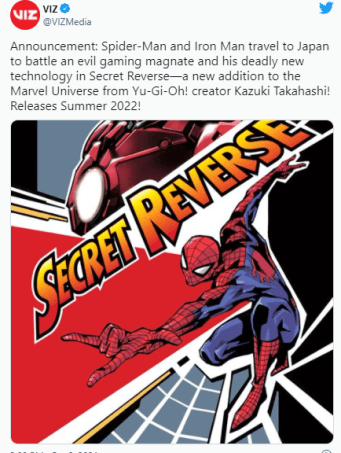 VIZ
VIZ
@VIZMedia
Announcement: Spider-Man and Iron Man travel to Japan
to battle an evil gaming magnate and his deadly new
technology in Secret Reverse—a new addition to the
Marvel Universe from Yu-Gi-Oh! creator Kazuki Takahashi!
Releases Summer 2022!
SECRET REVERSE